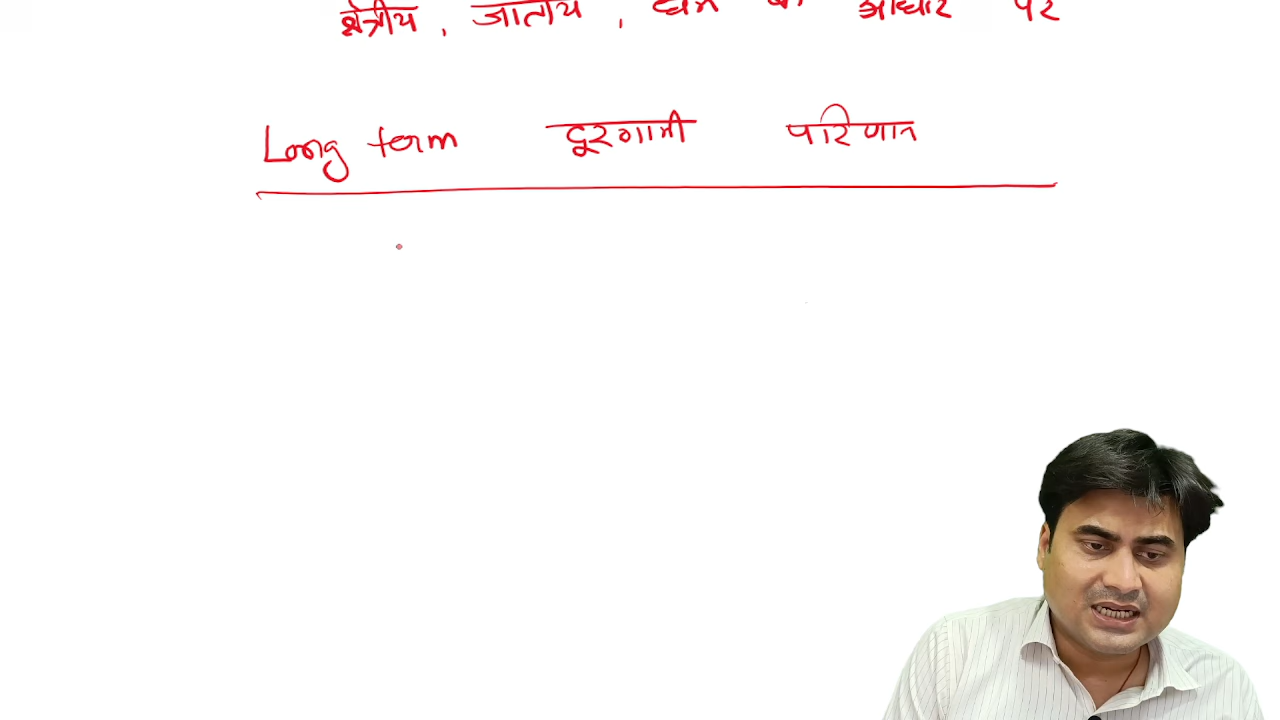 क्षेत्रीय, जातीय, धर्म के आधार पर
Long term दूरगामी परिणाम